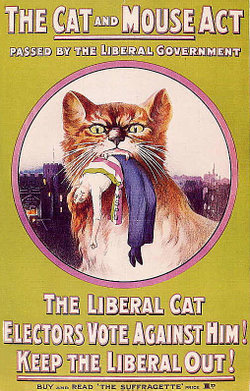 THE CAT AND MOUSE ACT
PASSED BY THE LIBERAL GOVERNMENT
THE LIBERAL CAT
ELECTORS VOTE AGAINST HIM!
KEEP THE LIBERAL OUT!
BUY AND READ 'THE SUFFRAGETTE' PRICE 1D